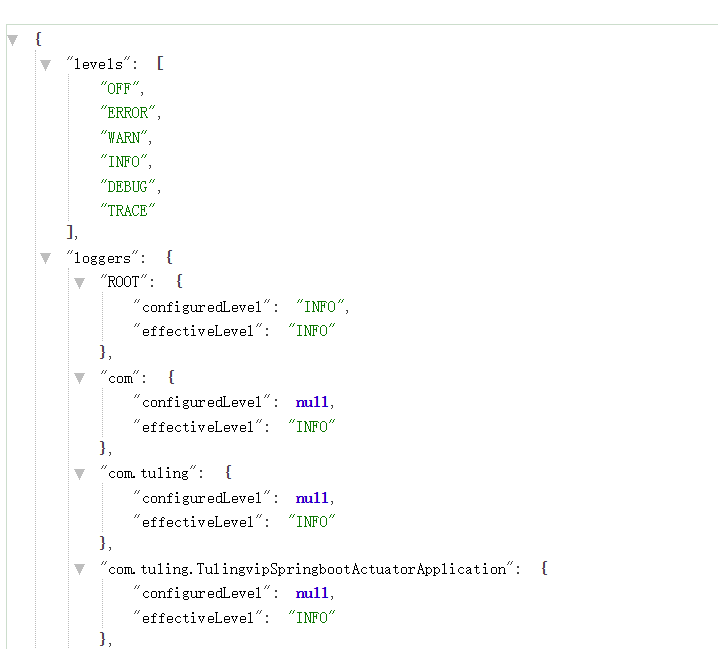 {
"levels": [
"OFF",
"ERROR",
"WARN",
"INFO",
"DEBUG",
"TRACE"
],
"loggers": {
"ROOT": {
"configuredLevel": "INFO",
"effectiveLevel": "INFO"
},
"com": {
"configuredLevel": null,
"effectiveLevel": "INFO"
},
"com.tuling": {
"configuredLevel": null,
"effectiveLevel": "INFO"
},
"com.tuling.TulingvipSpringbootActuatorApplication": {
"configuredLevel": null,
"effectiveLevel": "INFO"
},